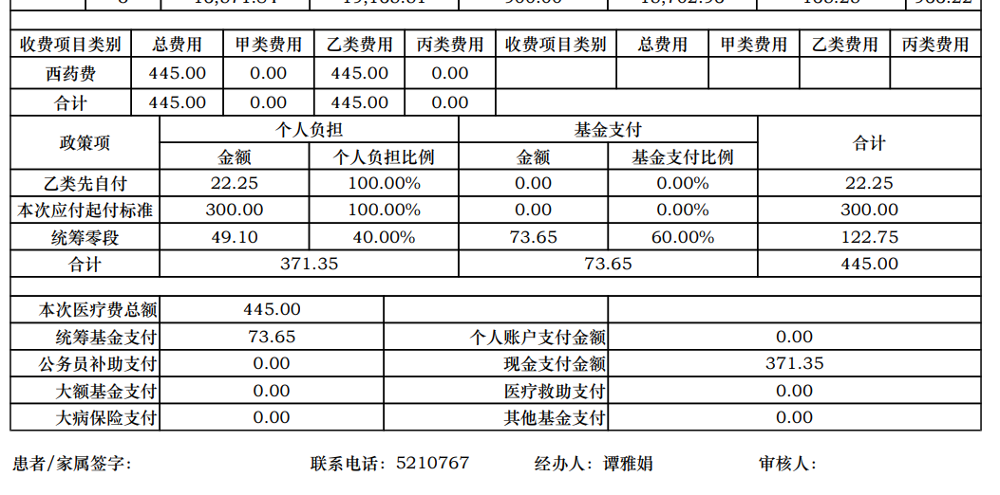 收费项目类别 总费用 甲类费用 乙类费用 丙类费用 收费项目类别 总费用 甲类费用 乙类费用 丙类费用
西药费 445.00 0.00 445.00 0.00
合计 445.00 0.00 445.00 0.00
政策项 个人负担 基金支付 合计
金额 个人负担比例 金额 基金支付比例
乙类先自付 22.25 100.00% 0.00 0.00% 22.25
本次应付起付标准 300.00 100.00% 0.00 0.00% 300.00
统筹零段 49.10 40.00% 73.65 60.00% 122.75
合计 371.35 73.65 445.00
本次医疗费总额 445.00
统筹基金支付 73.65 个人账户支付金额 0.00
公务员补助支付 0.00 现金支付金额 371.35
大额基金支付 0.00 医疗救助支付 0.00
大病保险支付 0.00 其他基金支付 0.00
患者/家属签字： 联系电话：5210767 经办人：谭雅娟 审核人：